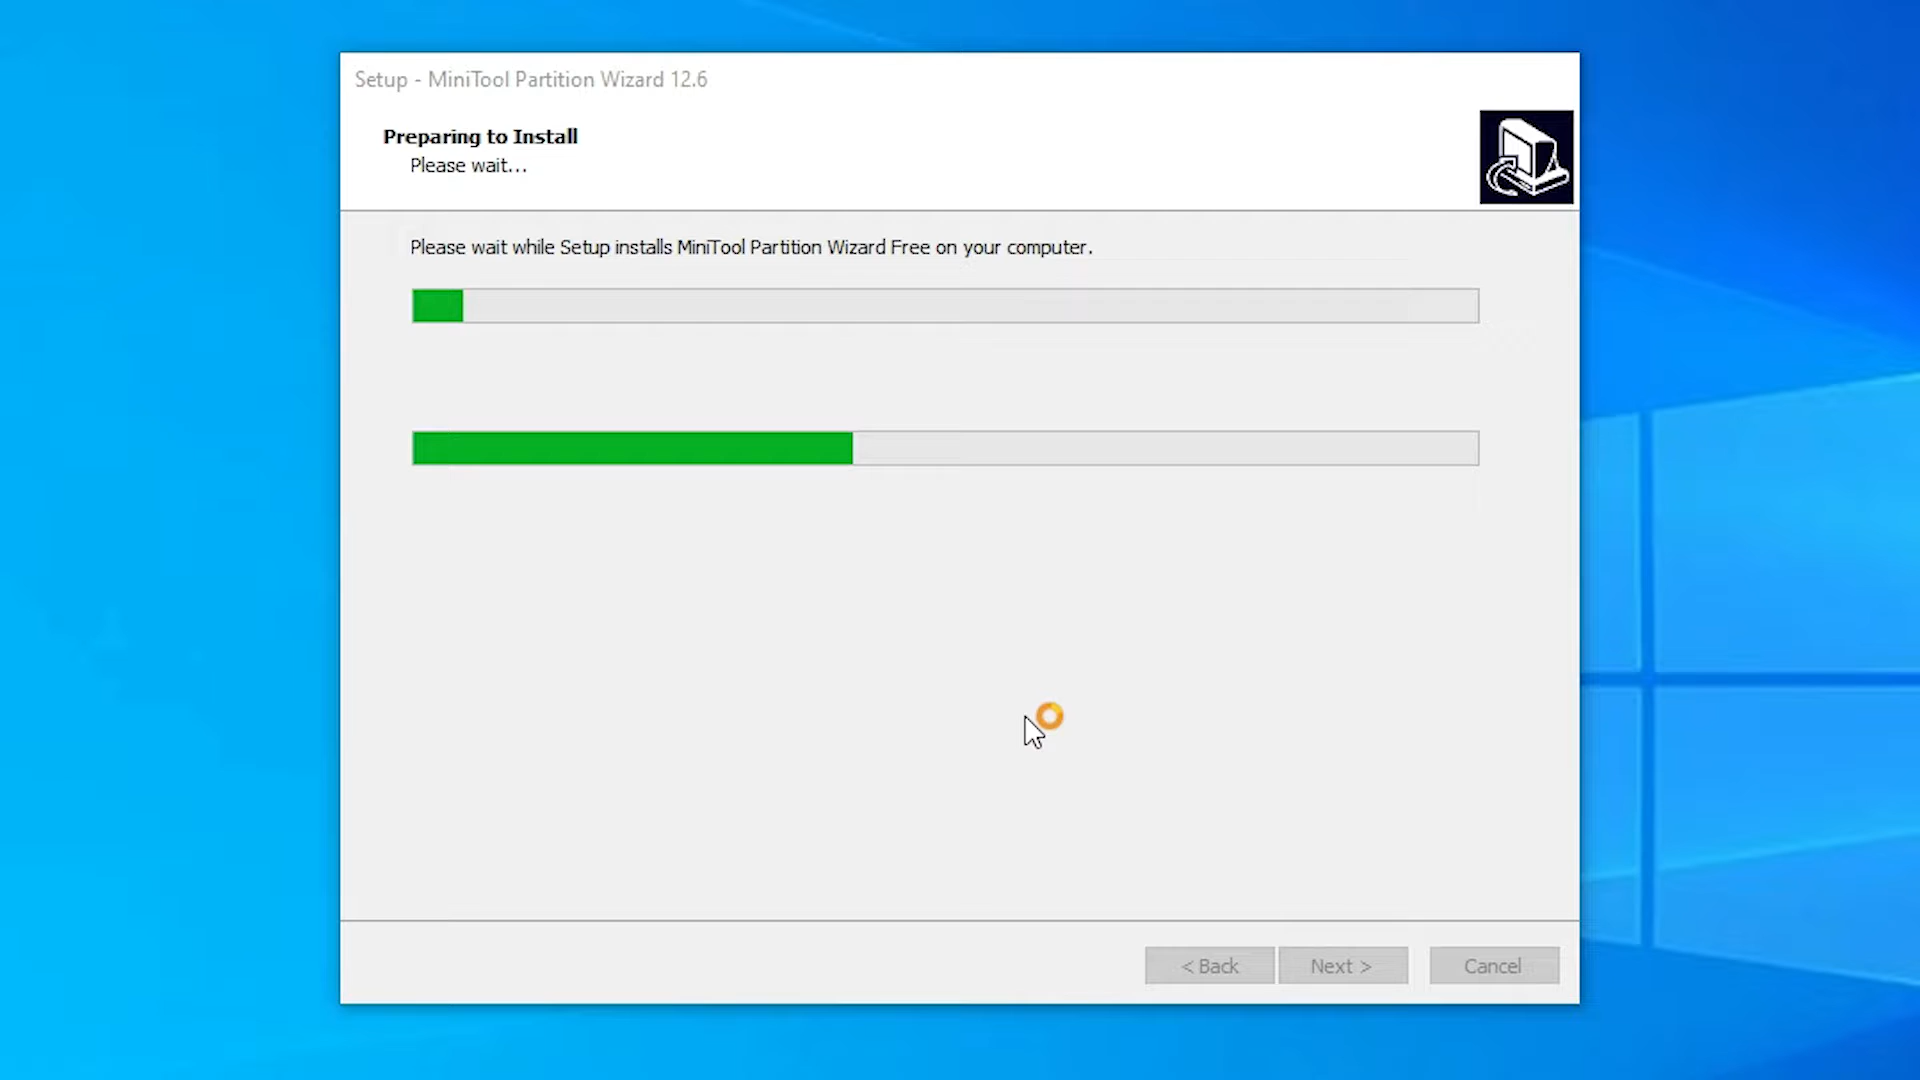 Setup - MiniTool Partition Wizard 12.6
Preparing to Install
Please wait...
Please wait while Setup installs MiniTool Partition Wizard Free on your computer.
< Back
Next >
Cancel